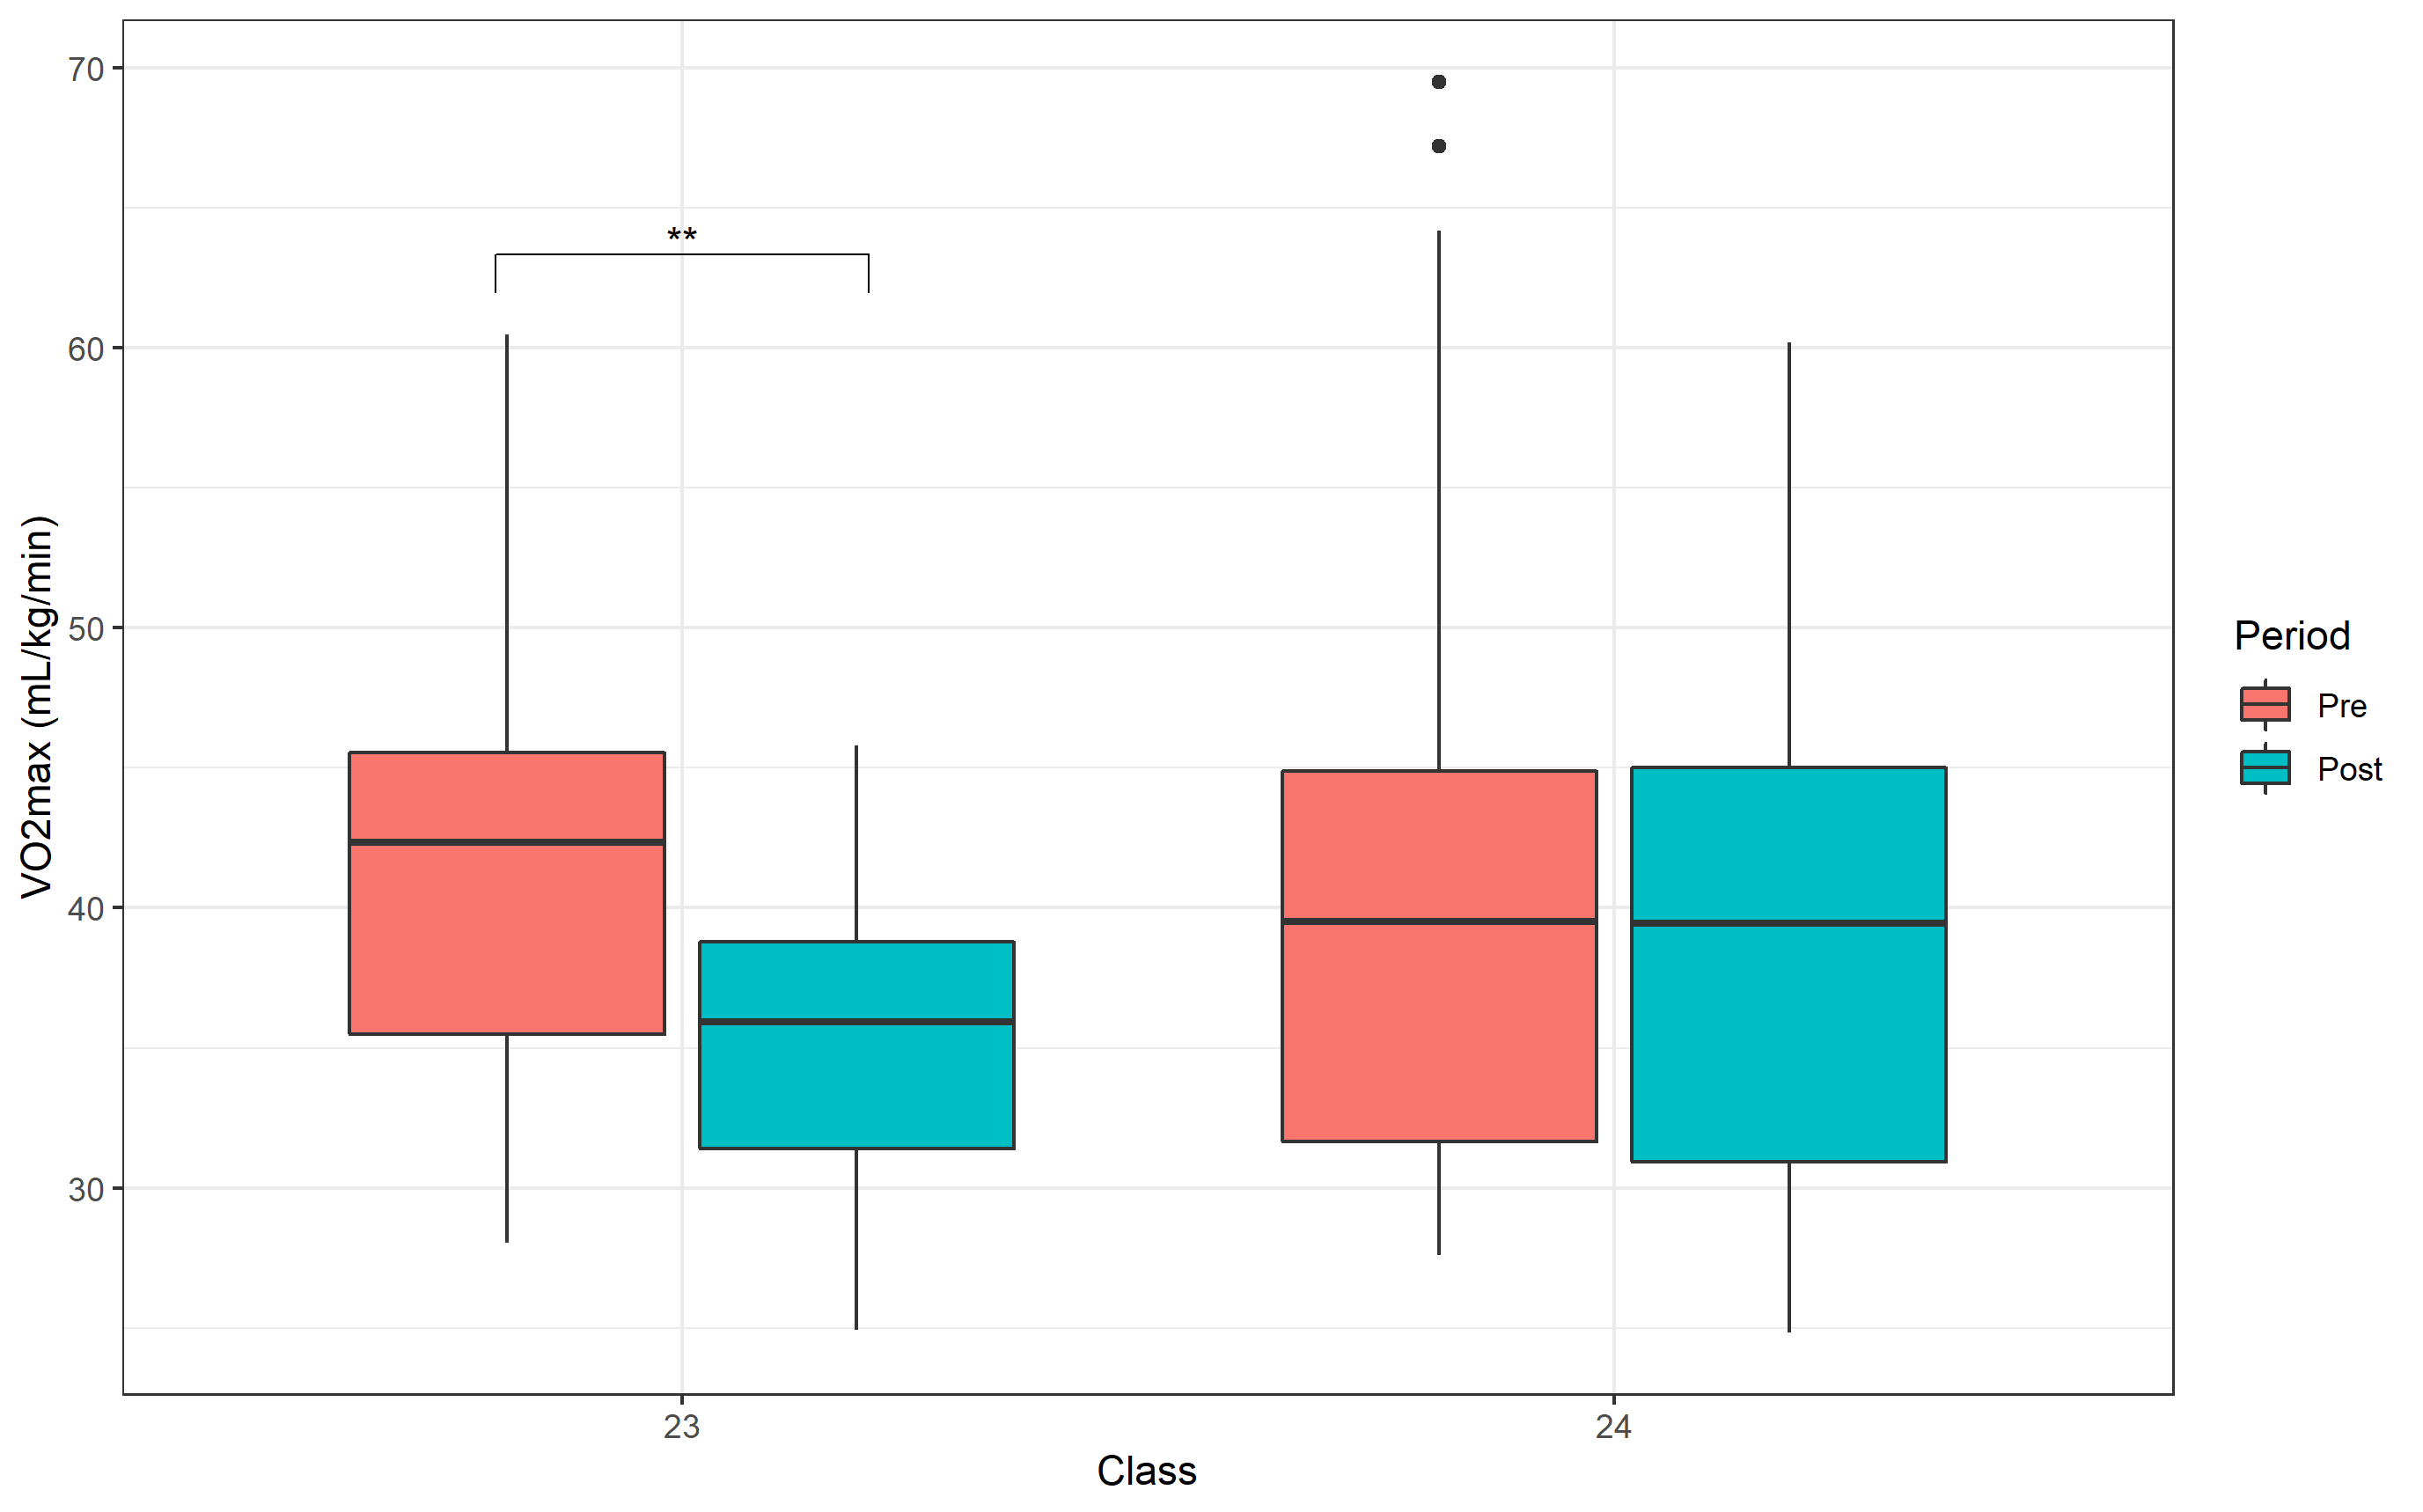 70
60
50
40
30
VO2max (mL/kg/min)
**
23
24
Class
Period
Pre
Post